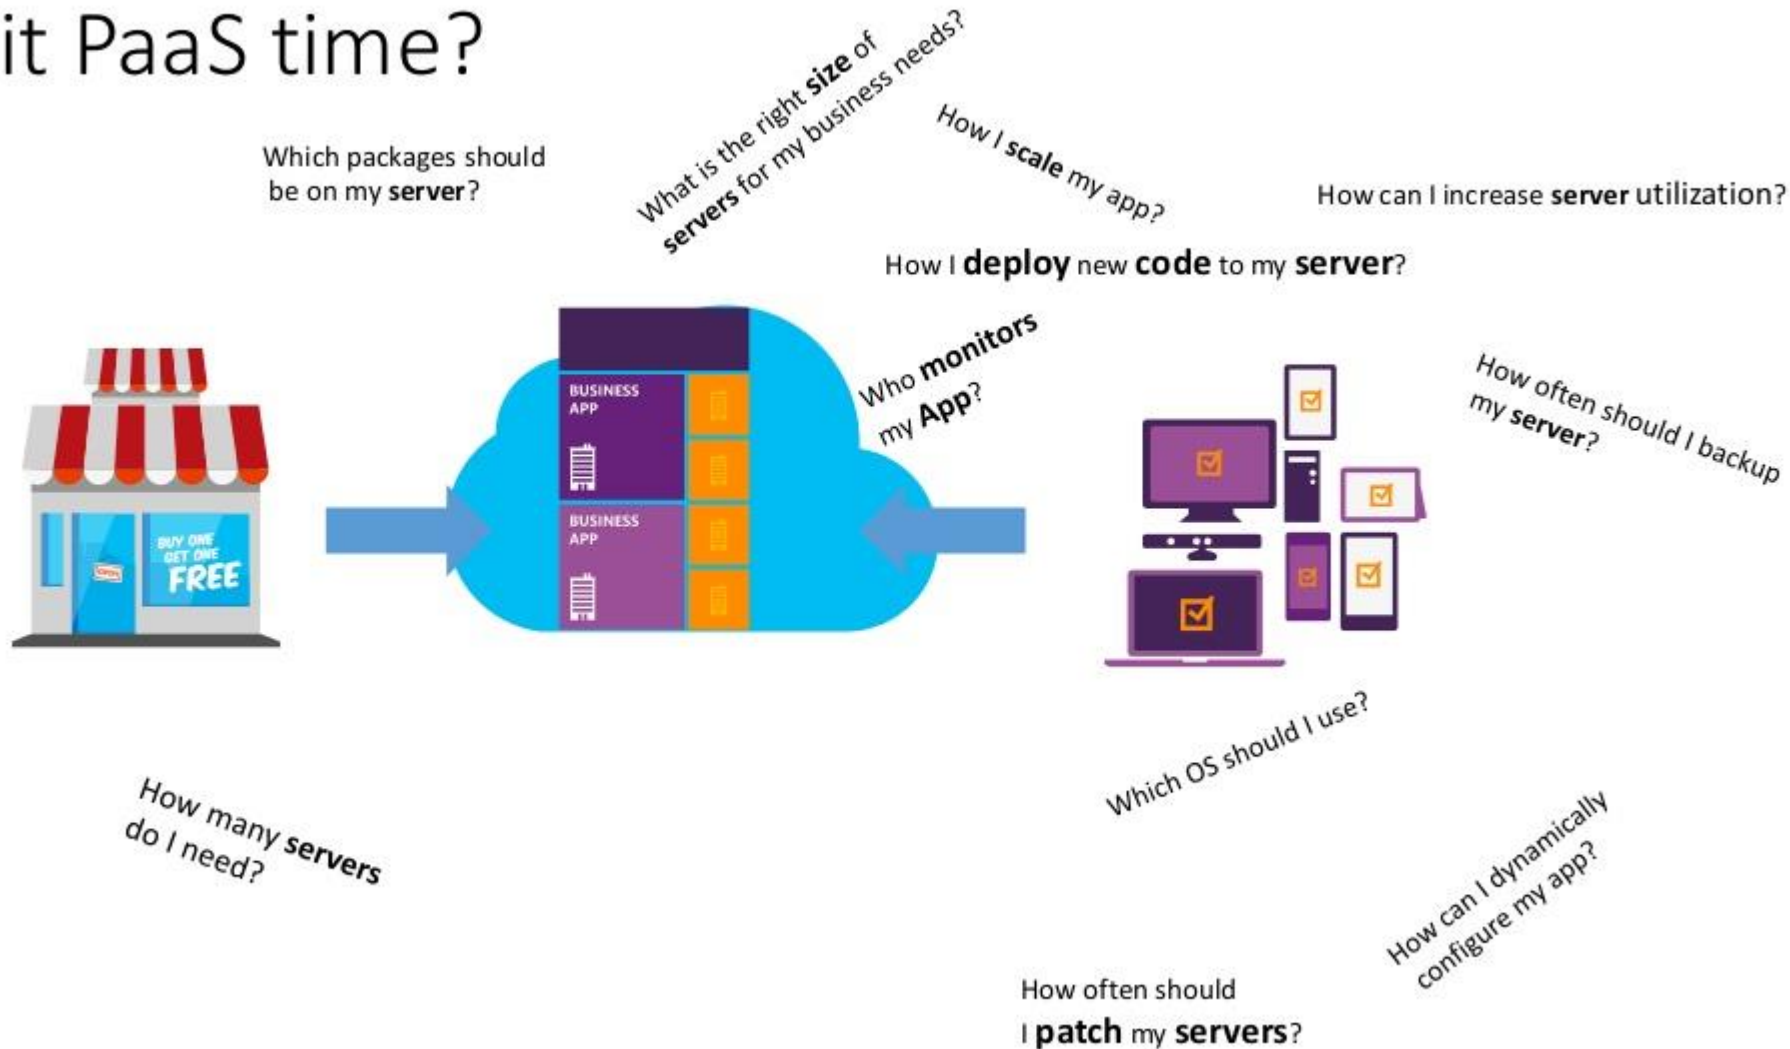 it PaaS time?
What is the right size of
servers for my business needs?
Which packages should
be on my server?
How I scale my app?
How can I increase server utilization?
How I deploy new code to my server?
Who monitors
my App?
How often should I backup
my server?
BUSINESS
APP
BUSINESS
APP
BUY ONE
GET ONE
FREE
Which OS should I use?
How many servers
do I need?
How can I dynamically
configure my app?
How often should
I patch my servers?